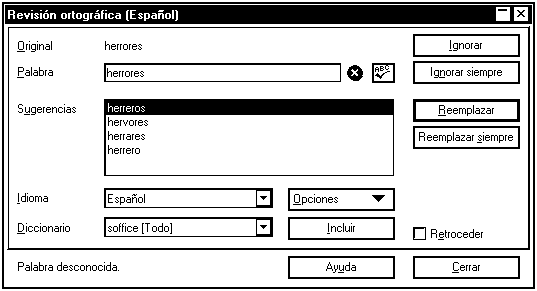 Revisión ortográfica (Español)
Original herrores
Ignorar
Palabra herrores
ABC
Ignorar siempre
Sugerencias
herreros
hervores
herrares
herrero
Reemplazar
Reemplazar siempre
Idioma Español
Opciones
Diccionario soffice [Todo]
Incluir
Retroceder
Palabra desconocida.
Ayuda
Cerrar